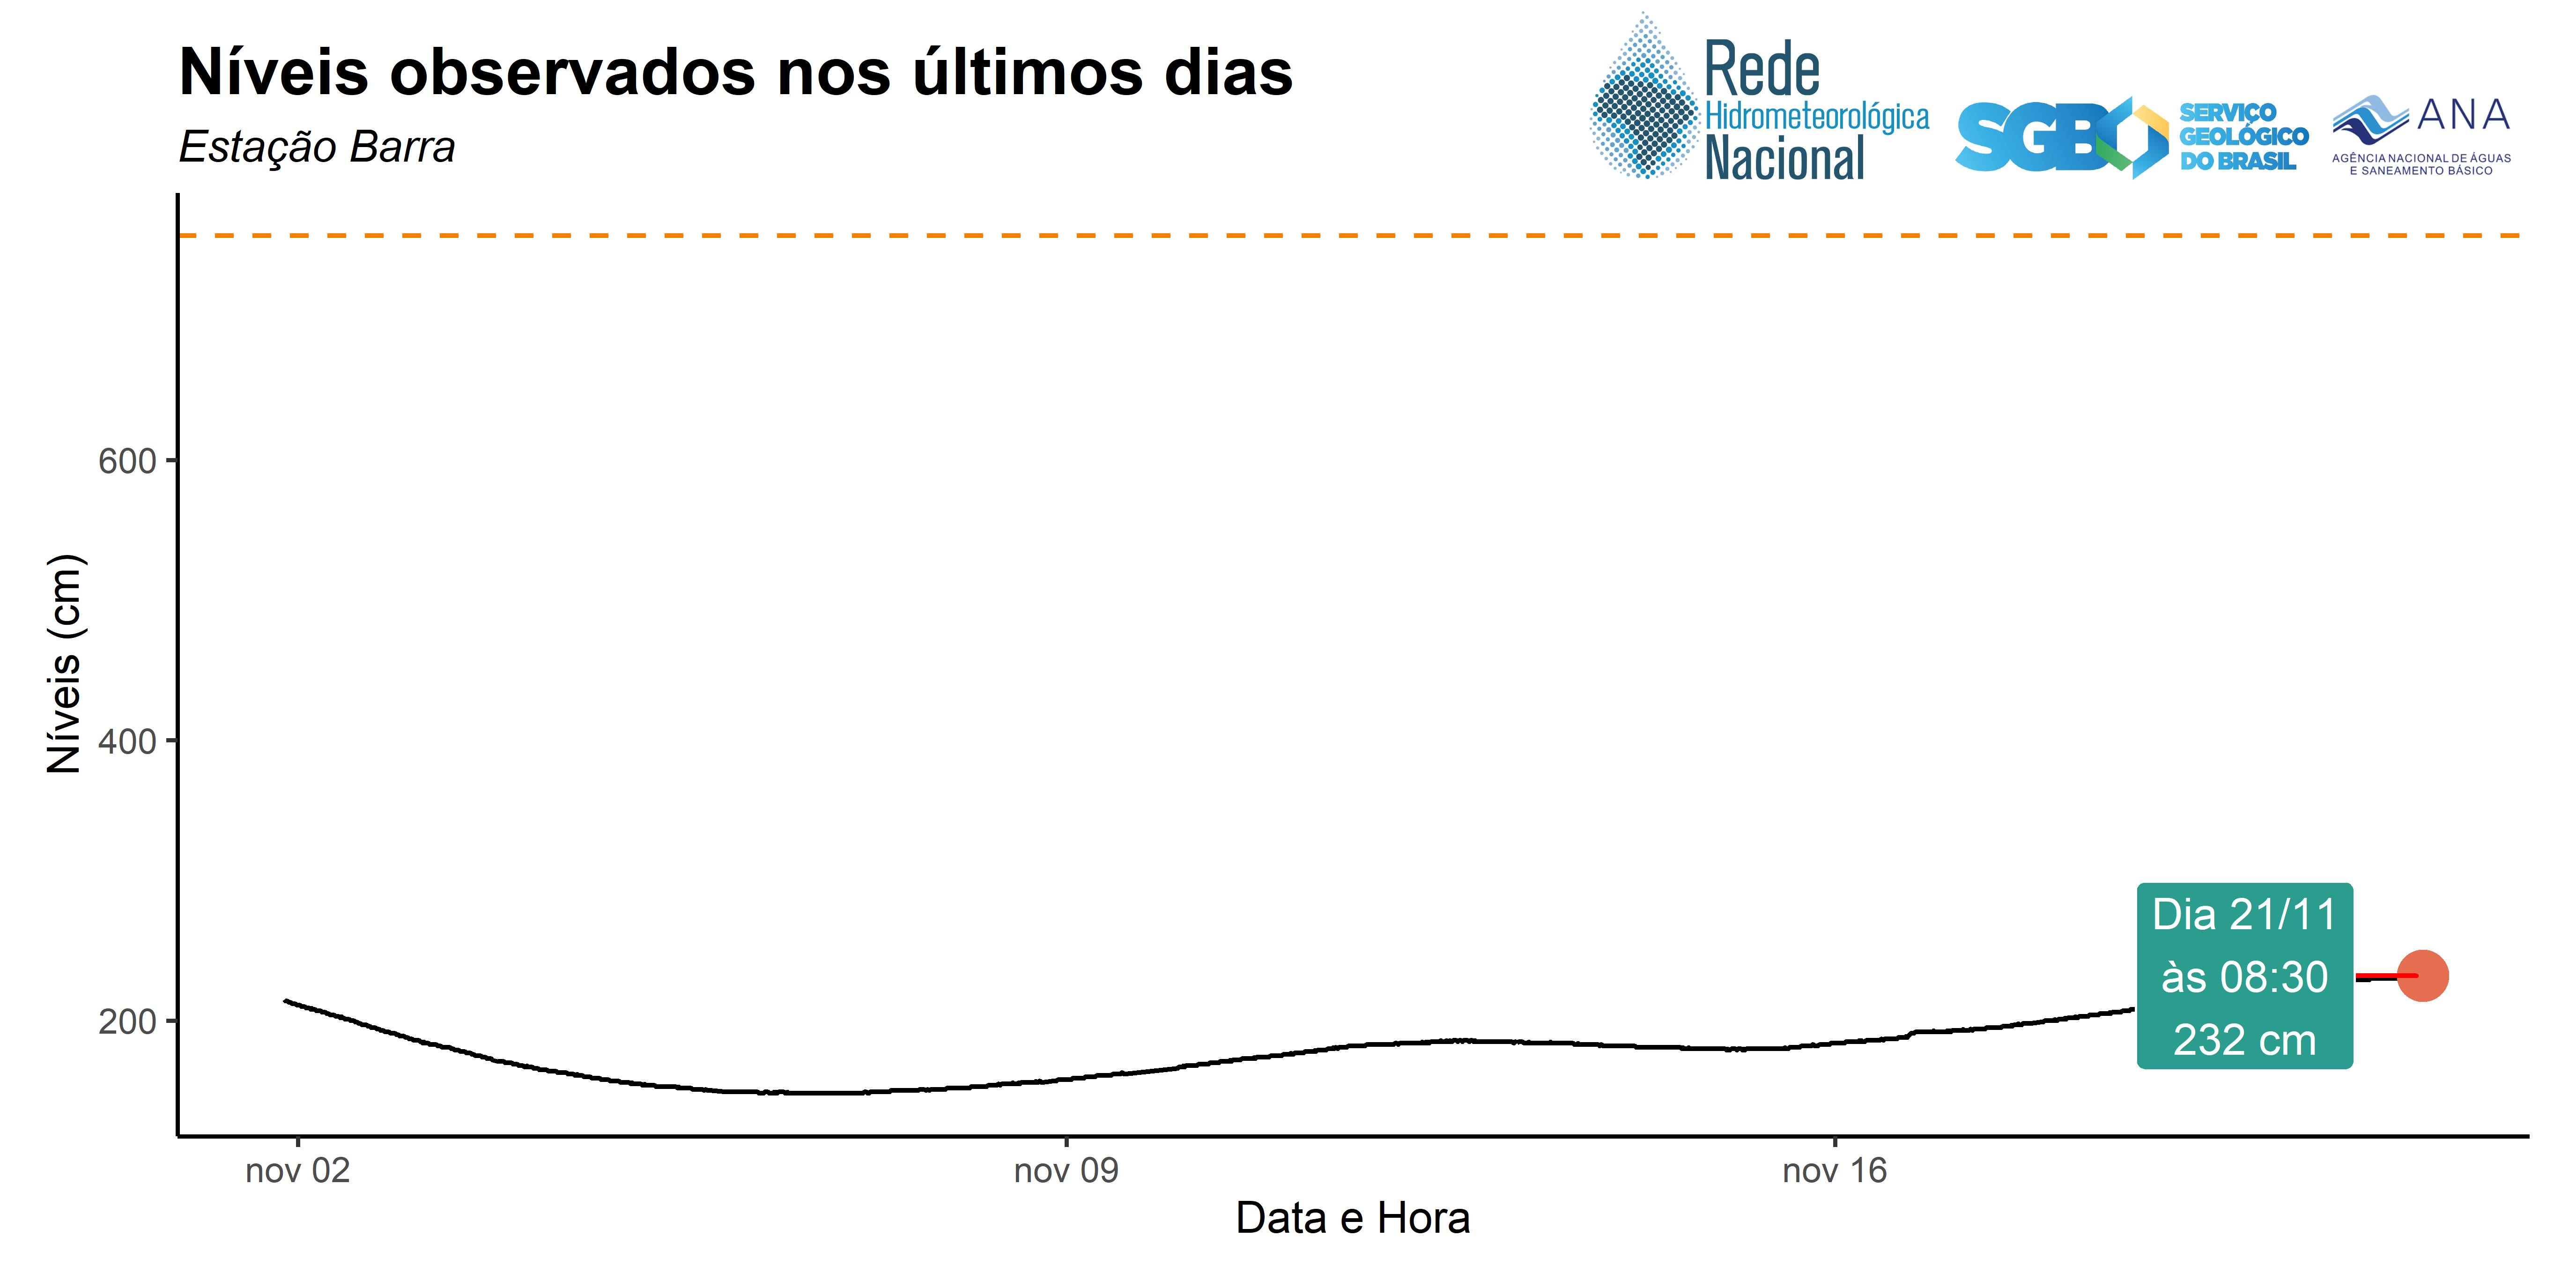 Níveis observados nos últimos dias
Estação Barra
Rede
Hidrometeorológica
Nacional
SGB
SERVIÇO
GEOLÓGICO
DO BRASIL
ANA
AGÊNCIA NACIONAL DE ÁGUAS
E SANEAMENTO BÁSICO
Níveis (cm)
600
400
200
Dia 21/11
às 08:30
232 cm
nov 02
nov 09
nov 16
Data e Hora